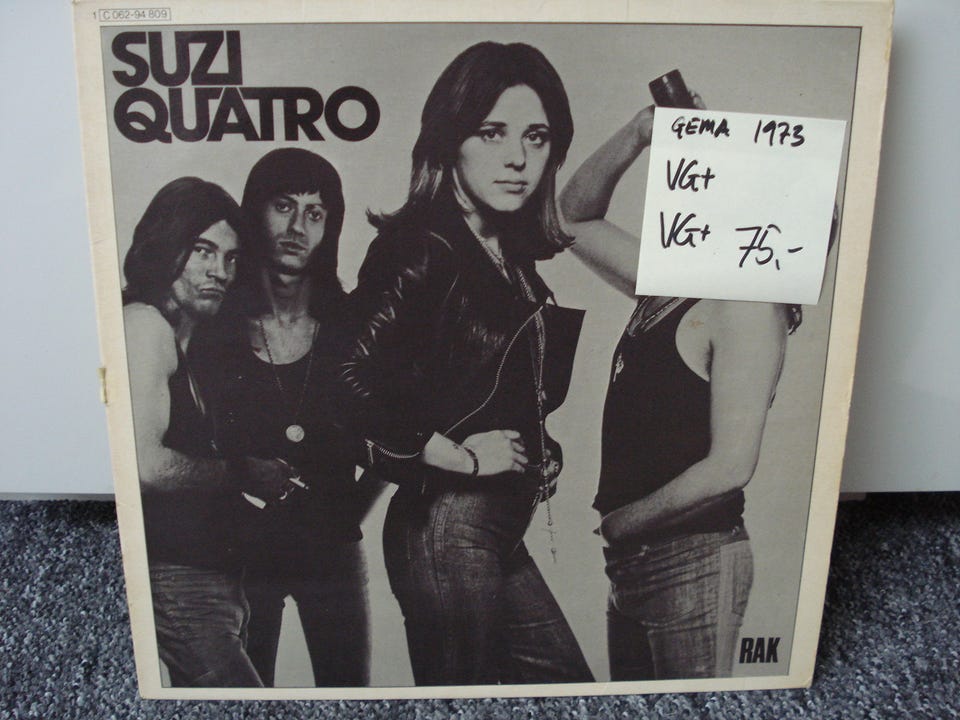 1 C 062-94 809
SUZI
QUATRO
GEMA 1973
VG+
VG+ 75,-
RAK